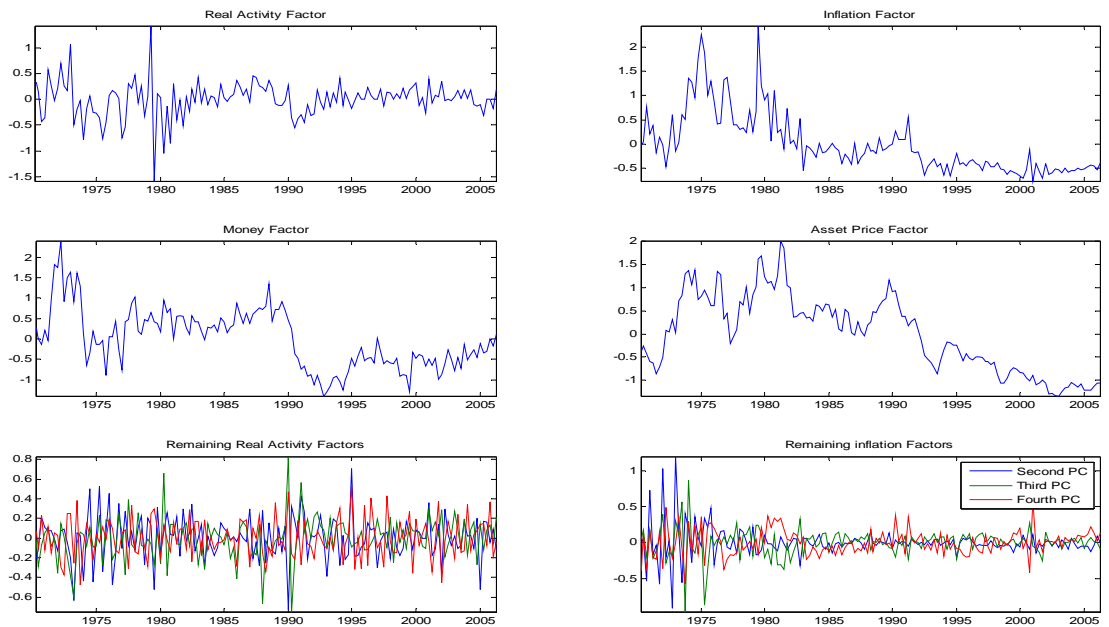 Real Activity Factor
1
0.5
0
-0.5
-1
-1.5
1975 1980 1985 1990 1995 2000 2005
Inflation Factor
2
1.5
1
0.5
0
-0.5
1975 1980 1985 1990 1995 2000 2005
Money Factor
2
1.5
1
0.5
0
-0.5
-1
1975 1980 1985 1990 1995 2000 2005
Asset Price Factor
2
1.5
1
0.5
0
-0.5
-1
1975 1980 1985 1990 1995 2000 2005
Remaining Real Activity Factors
0.8
0.6
0.4
0.2
0
-0.2
-0.4
-0.6
1975 1980 1985 1990 1995 2000 2005
Remaining inflation Factors
Second PC
Third PC
Fourth PC
1
0.5
0
-0.5
1975 1980 1985 1990 1995 2000 2005